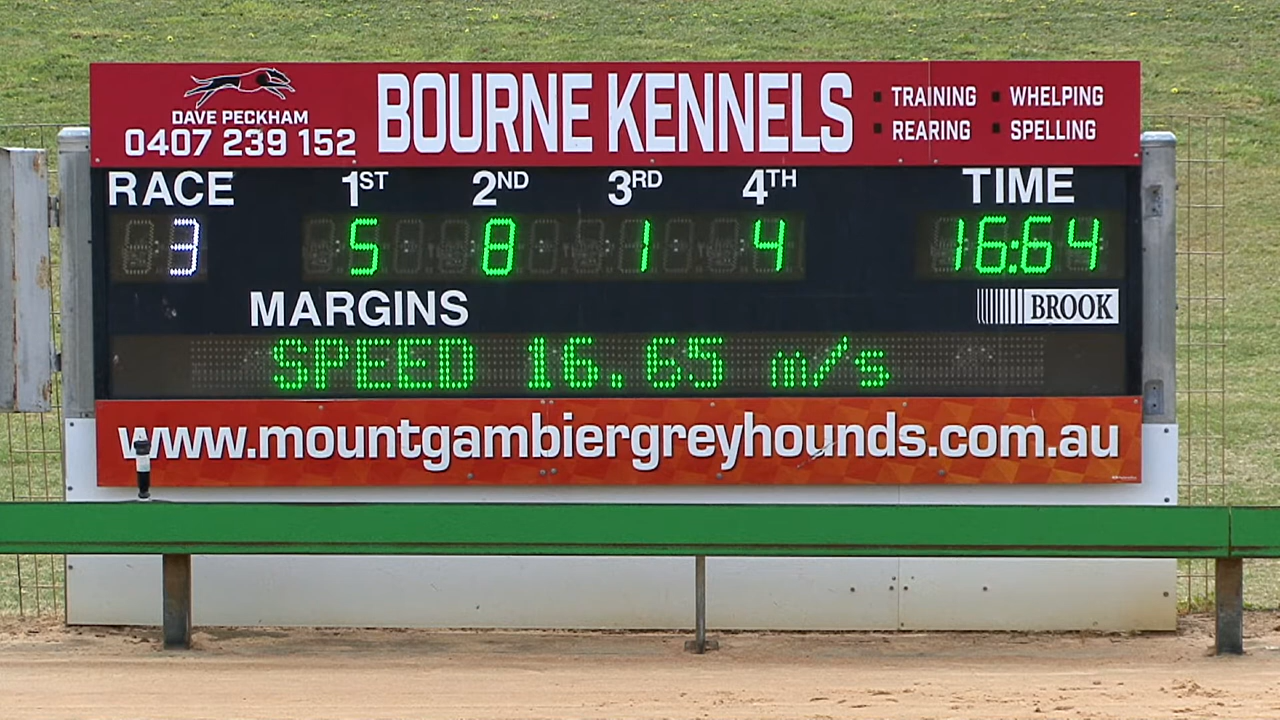 DAVE PECKHAM
0407 239 152
BOURNE KENNELS
▪ TRAINING ▪ WHELPING
▪ REARING ▪ SPELLING
RACE 1ST 2ND 3RD 4TH TIME
3 5 8 1 4 16:64
MARGINS
BROOK
SPEED 16.65 m/s
www.mountgambiergreyhounds.com.au